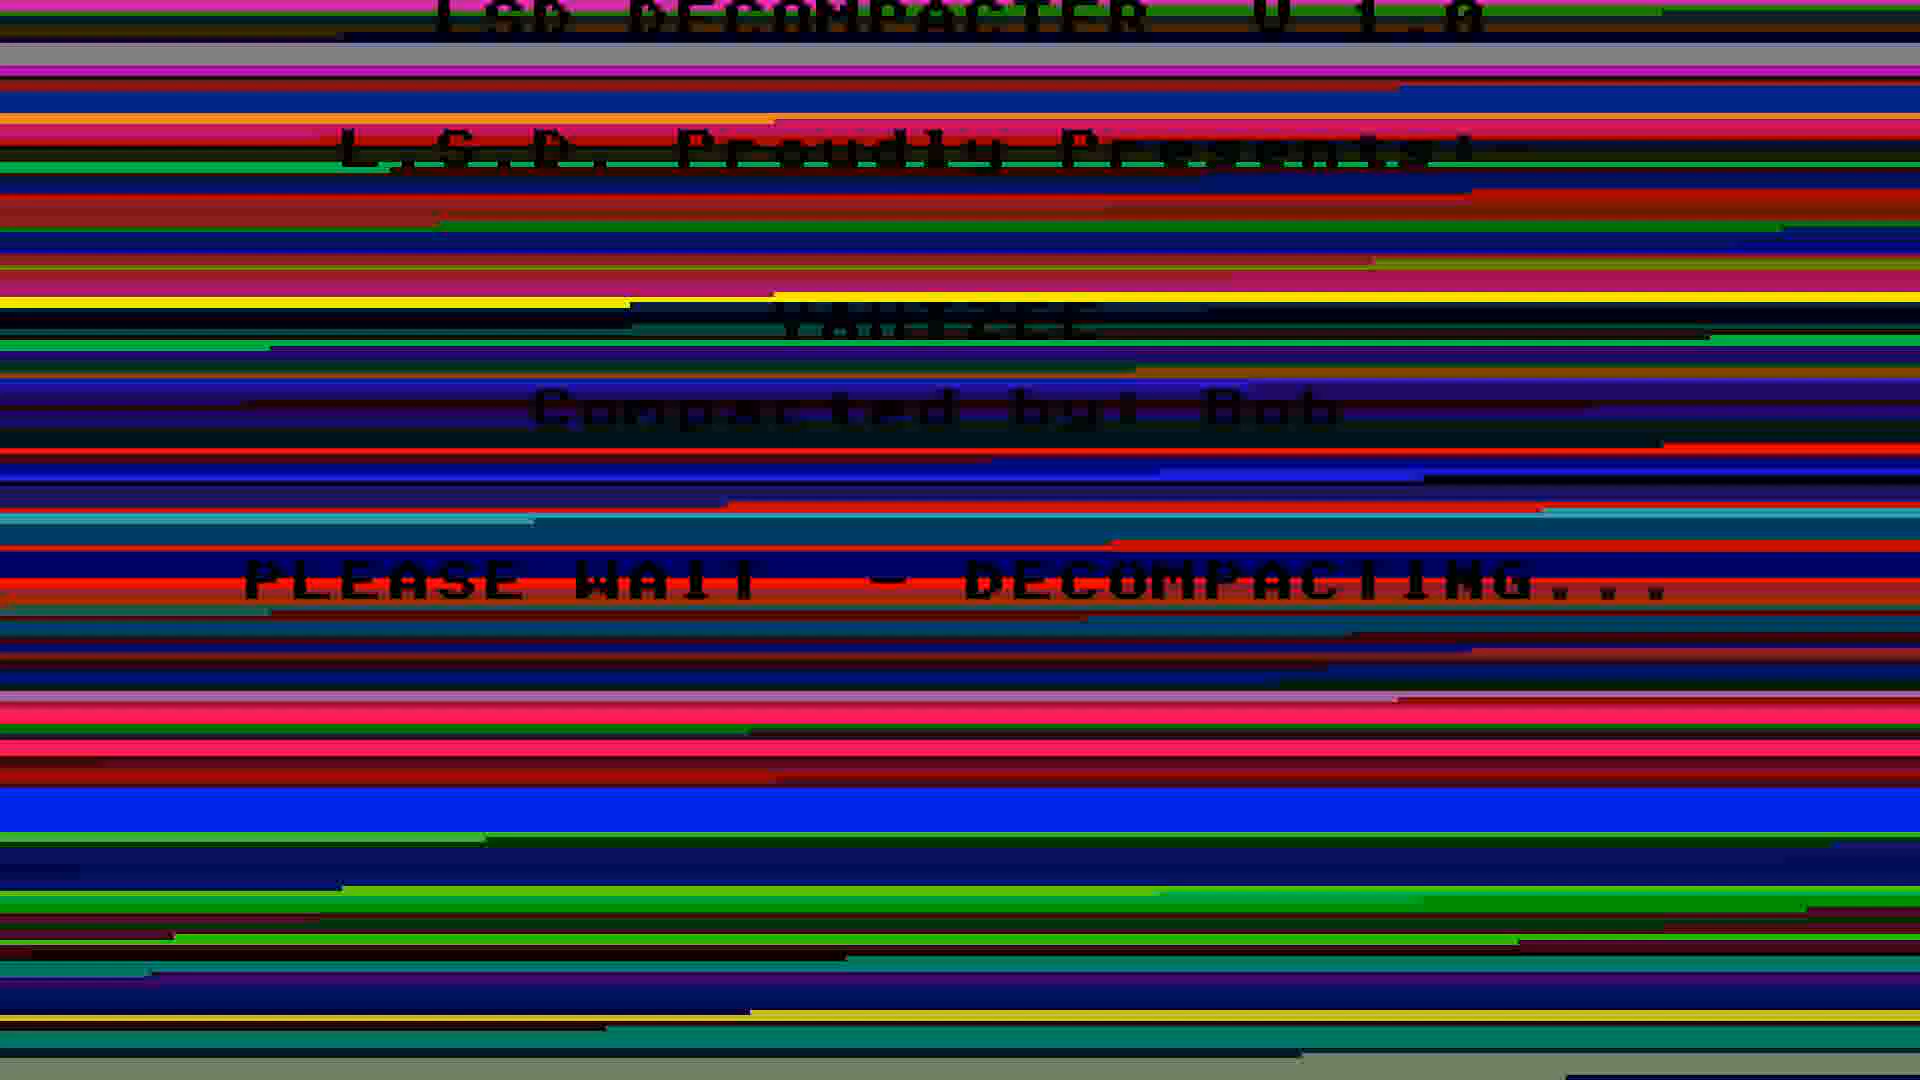 LSD DECOMPACTER V 1.0
L.S.D. Proudly Presents:
Compacted by: Bob
PLEASE WAIT - DECOMPACTING...